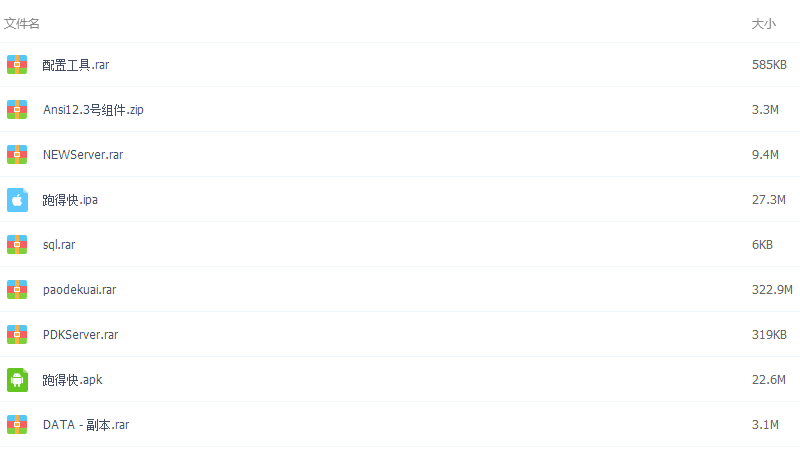 文件名 大小
配置工具.rar 585KB
Ansi12.3号组件.zip 3.3M
NEWServer.rar 9.4M
跑得快.ipa 27.3M
sql.rar 6KB
paodekuai.rar 322.9M
PDKServer.rar 319KB
跑得快.apk 22.6M
DATA - 副本.rar 3.1M